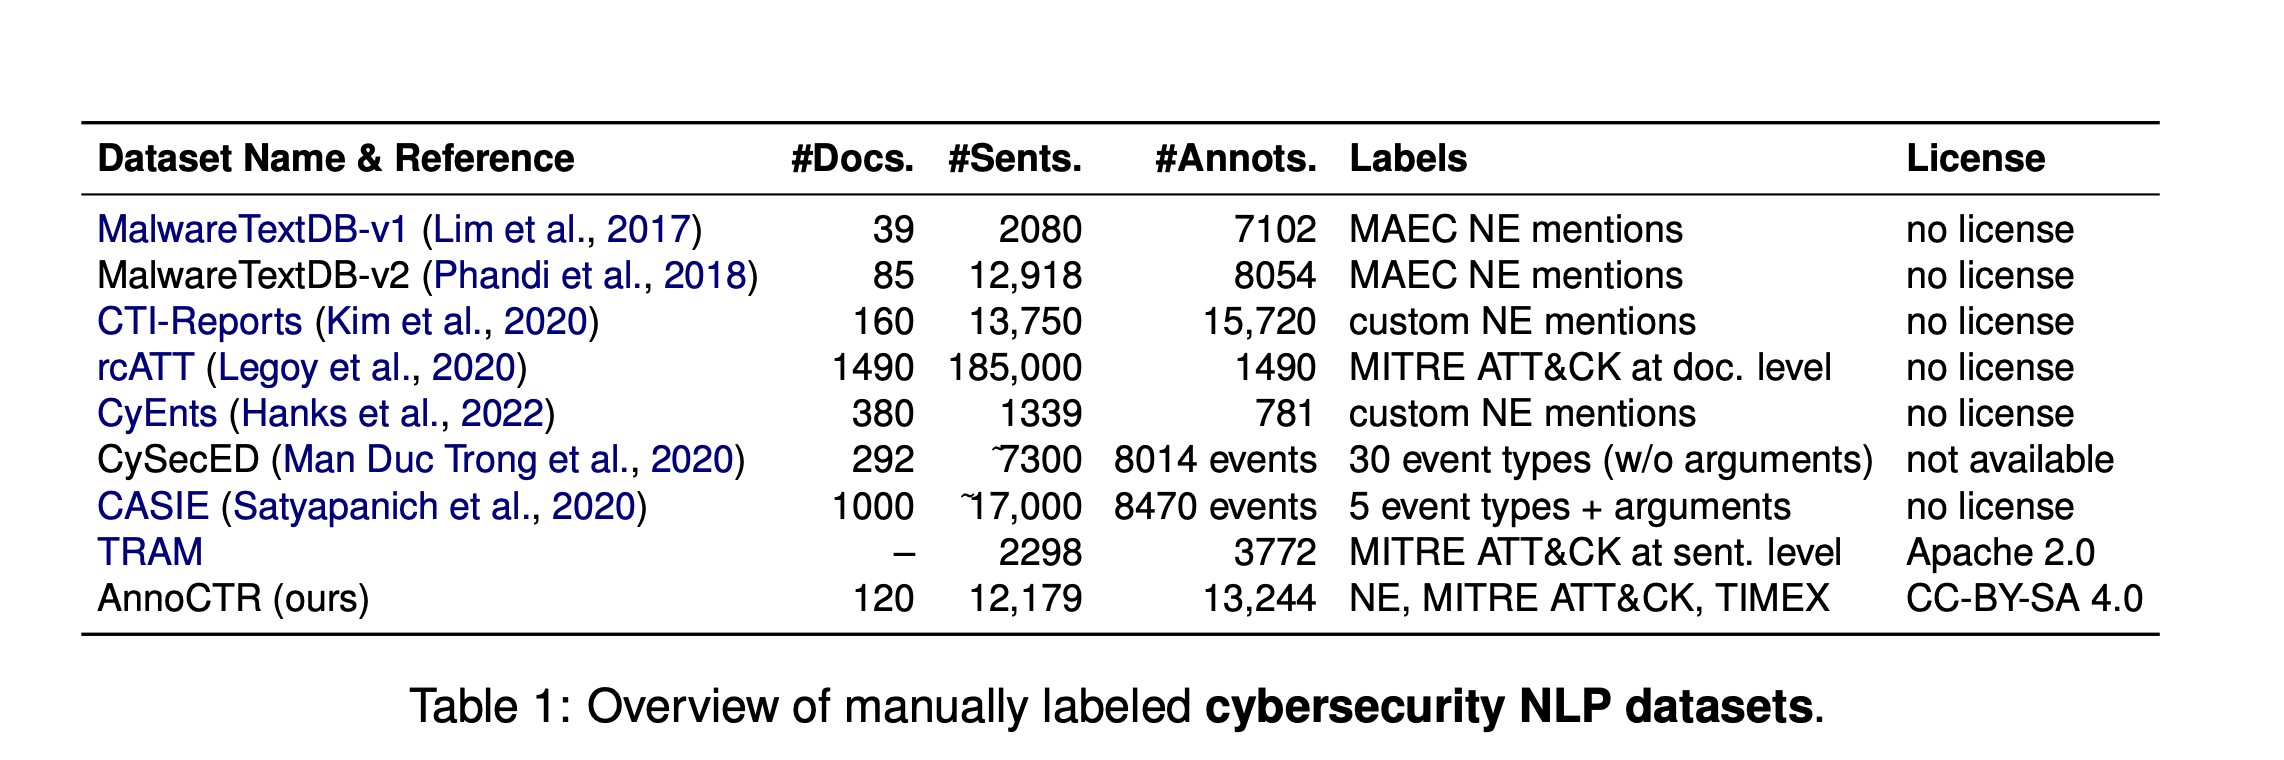 Dataset Name & Reference #Docs. #Sents. #Annots. Labels License
MalwareTextDB-v1 (Lim et al., 2017) 39 2080 7102 MAEC NE mentions no license
MalwareTextDB-v2 (Phandi et al., 2018) 85 12,918 8054 MAEC NE mentions no license
CTI-Reports (Kim et al., 2020) 160 13,750 15,720 custom NE mentions no license
rcATT (Legoy et al., 2020) 1490 185,000 1490 MITRE ATT&CK at doc. level no license
CyEnts (Hanks et al., 2022) 380 1339 781 custom NE mentions no license
CySecED (Man Duc Trong et al., 2020) 292 ~7300 8014 events 30 event types (w/o arguments) not available
CASIE (Satyapanich et al., 2020) 1000 ~17,000 8470 events 5 event types + arguments no license
TRAM – 2298 3772 MITRE ATT&CK at sent. level Apache 2.0
AnnoCTR (ours) 120 12,179 13,244 NE, MITRE ATT&CK, TIMEX CC-BY-SA 4.0
Table 1: Overview of manually labeled cybersecurity NLP datasets.